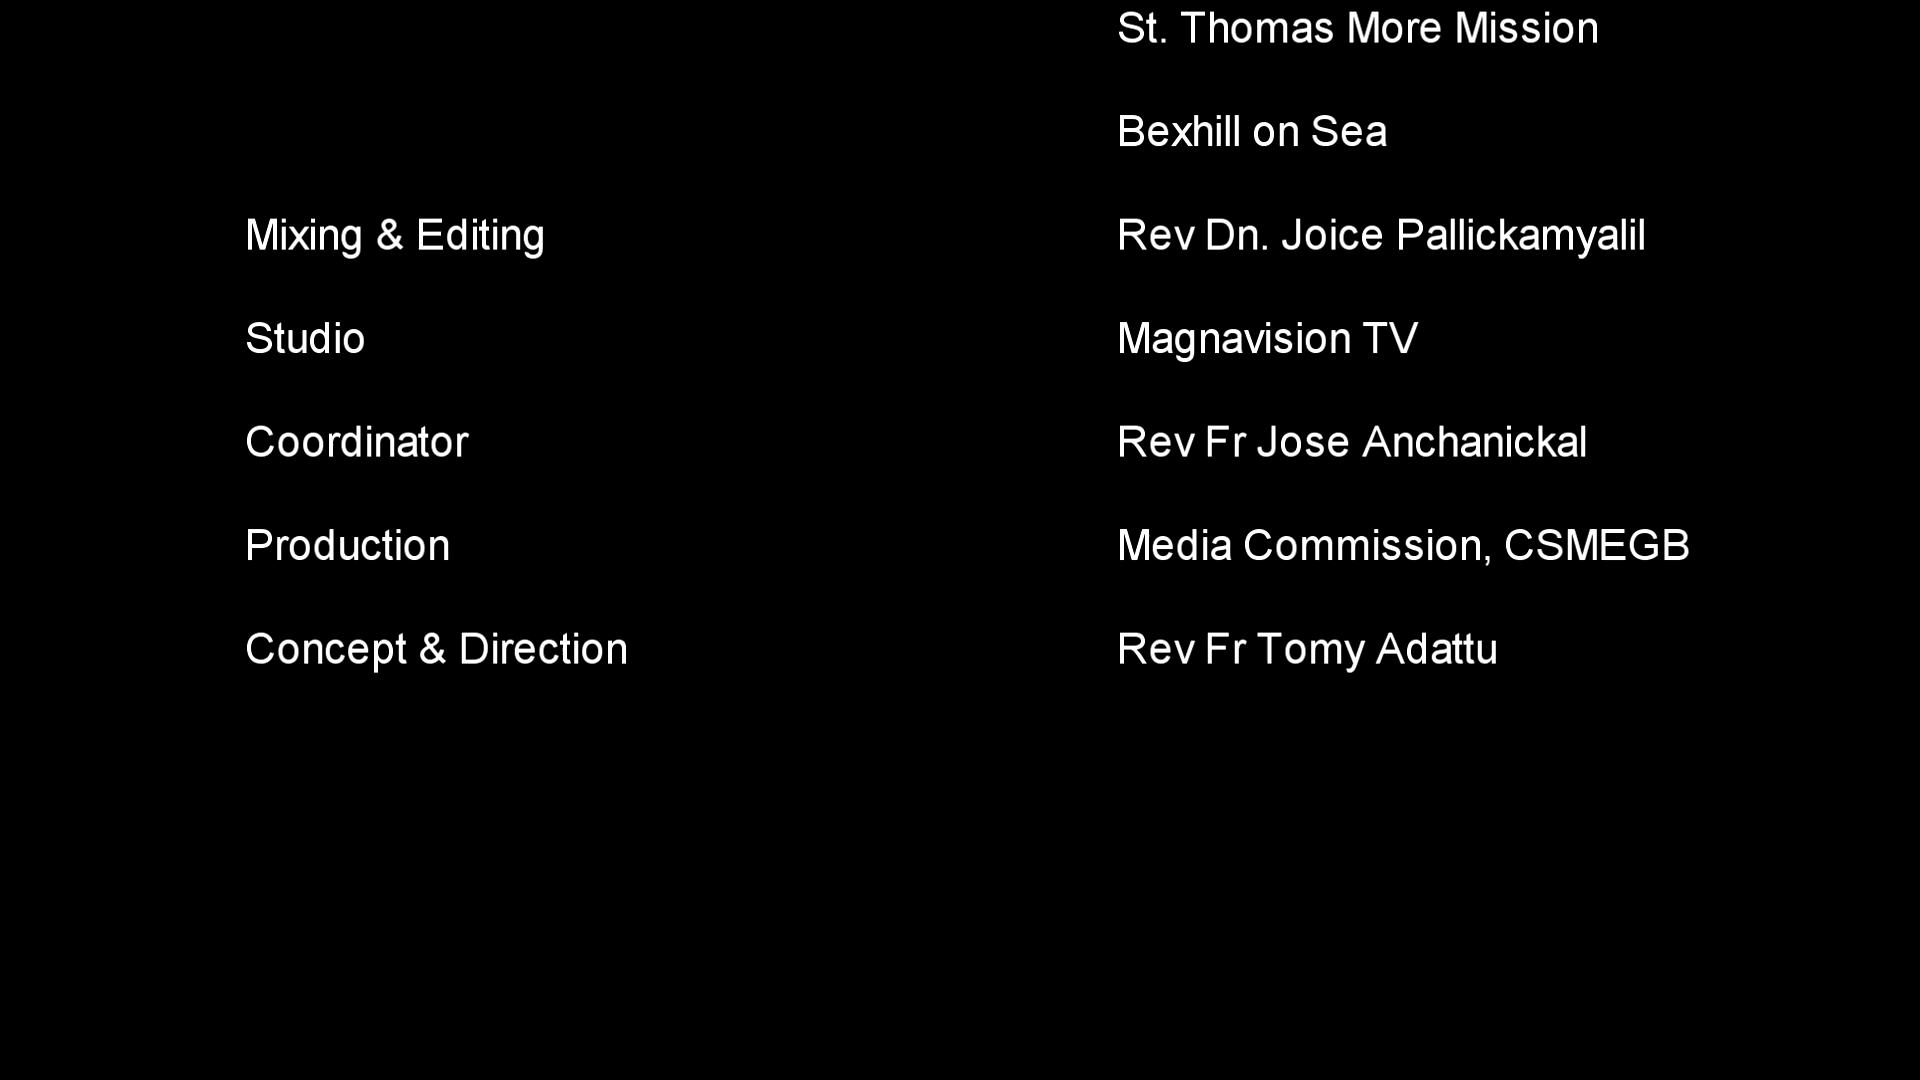 St. Thomas More Mission
Bexhill on Sea
Mixing & Editing Rev Dn. Joice Pallickamyalil
Studio Magnavision TV
Coordinator Rev Fr Jose Anchanickal
Production Media Commission, CSMEGB
Concept & Direction Rev Fr Tomy Adattu